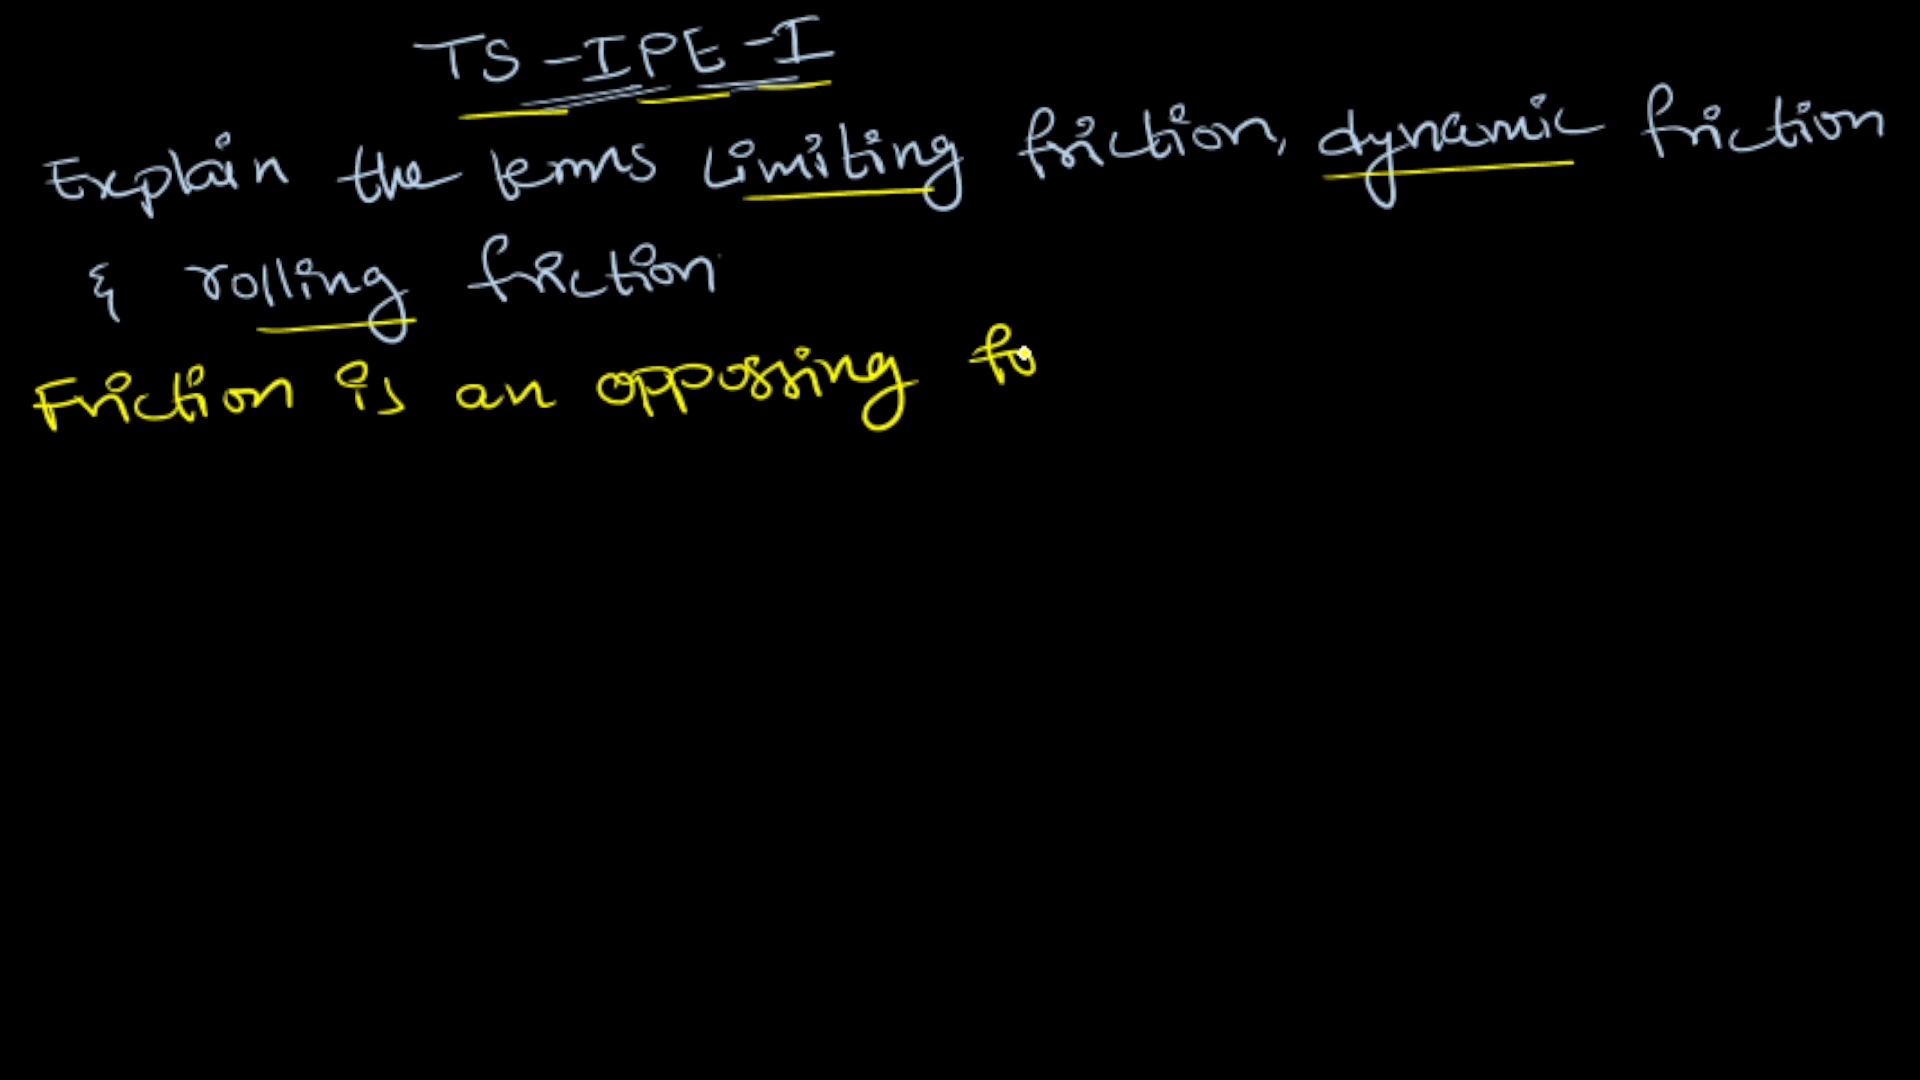 TS-IPE-I
Explain the terms Limiting friction, dynamic friction
& rolling friction
Friction is an opposing fo